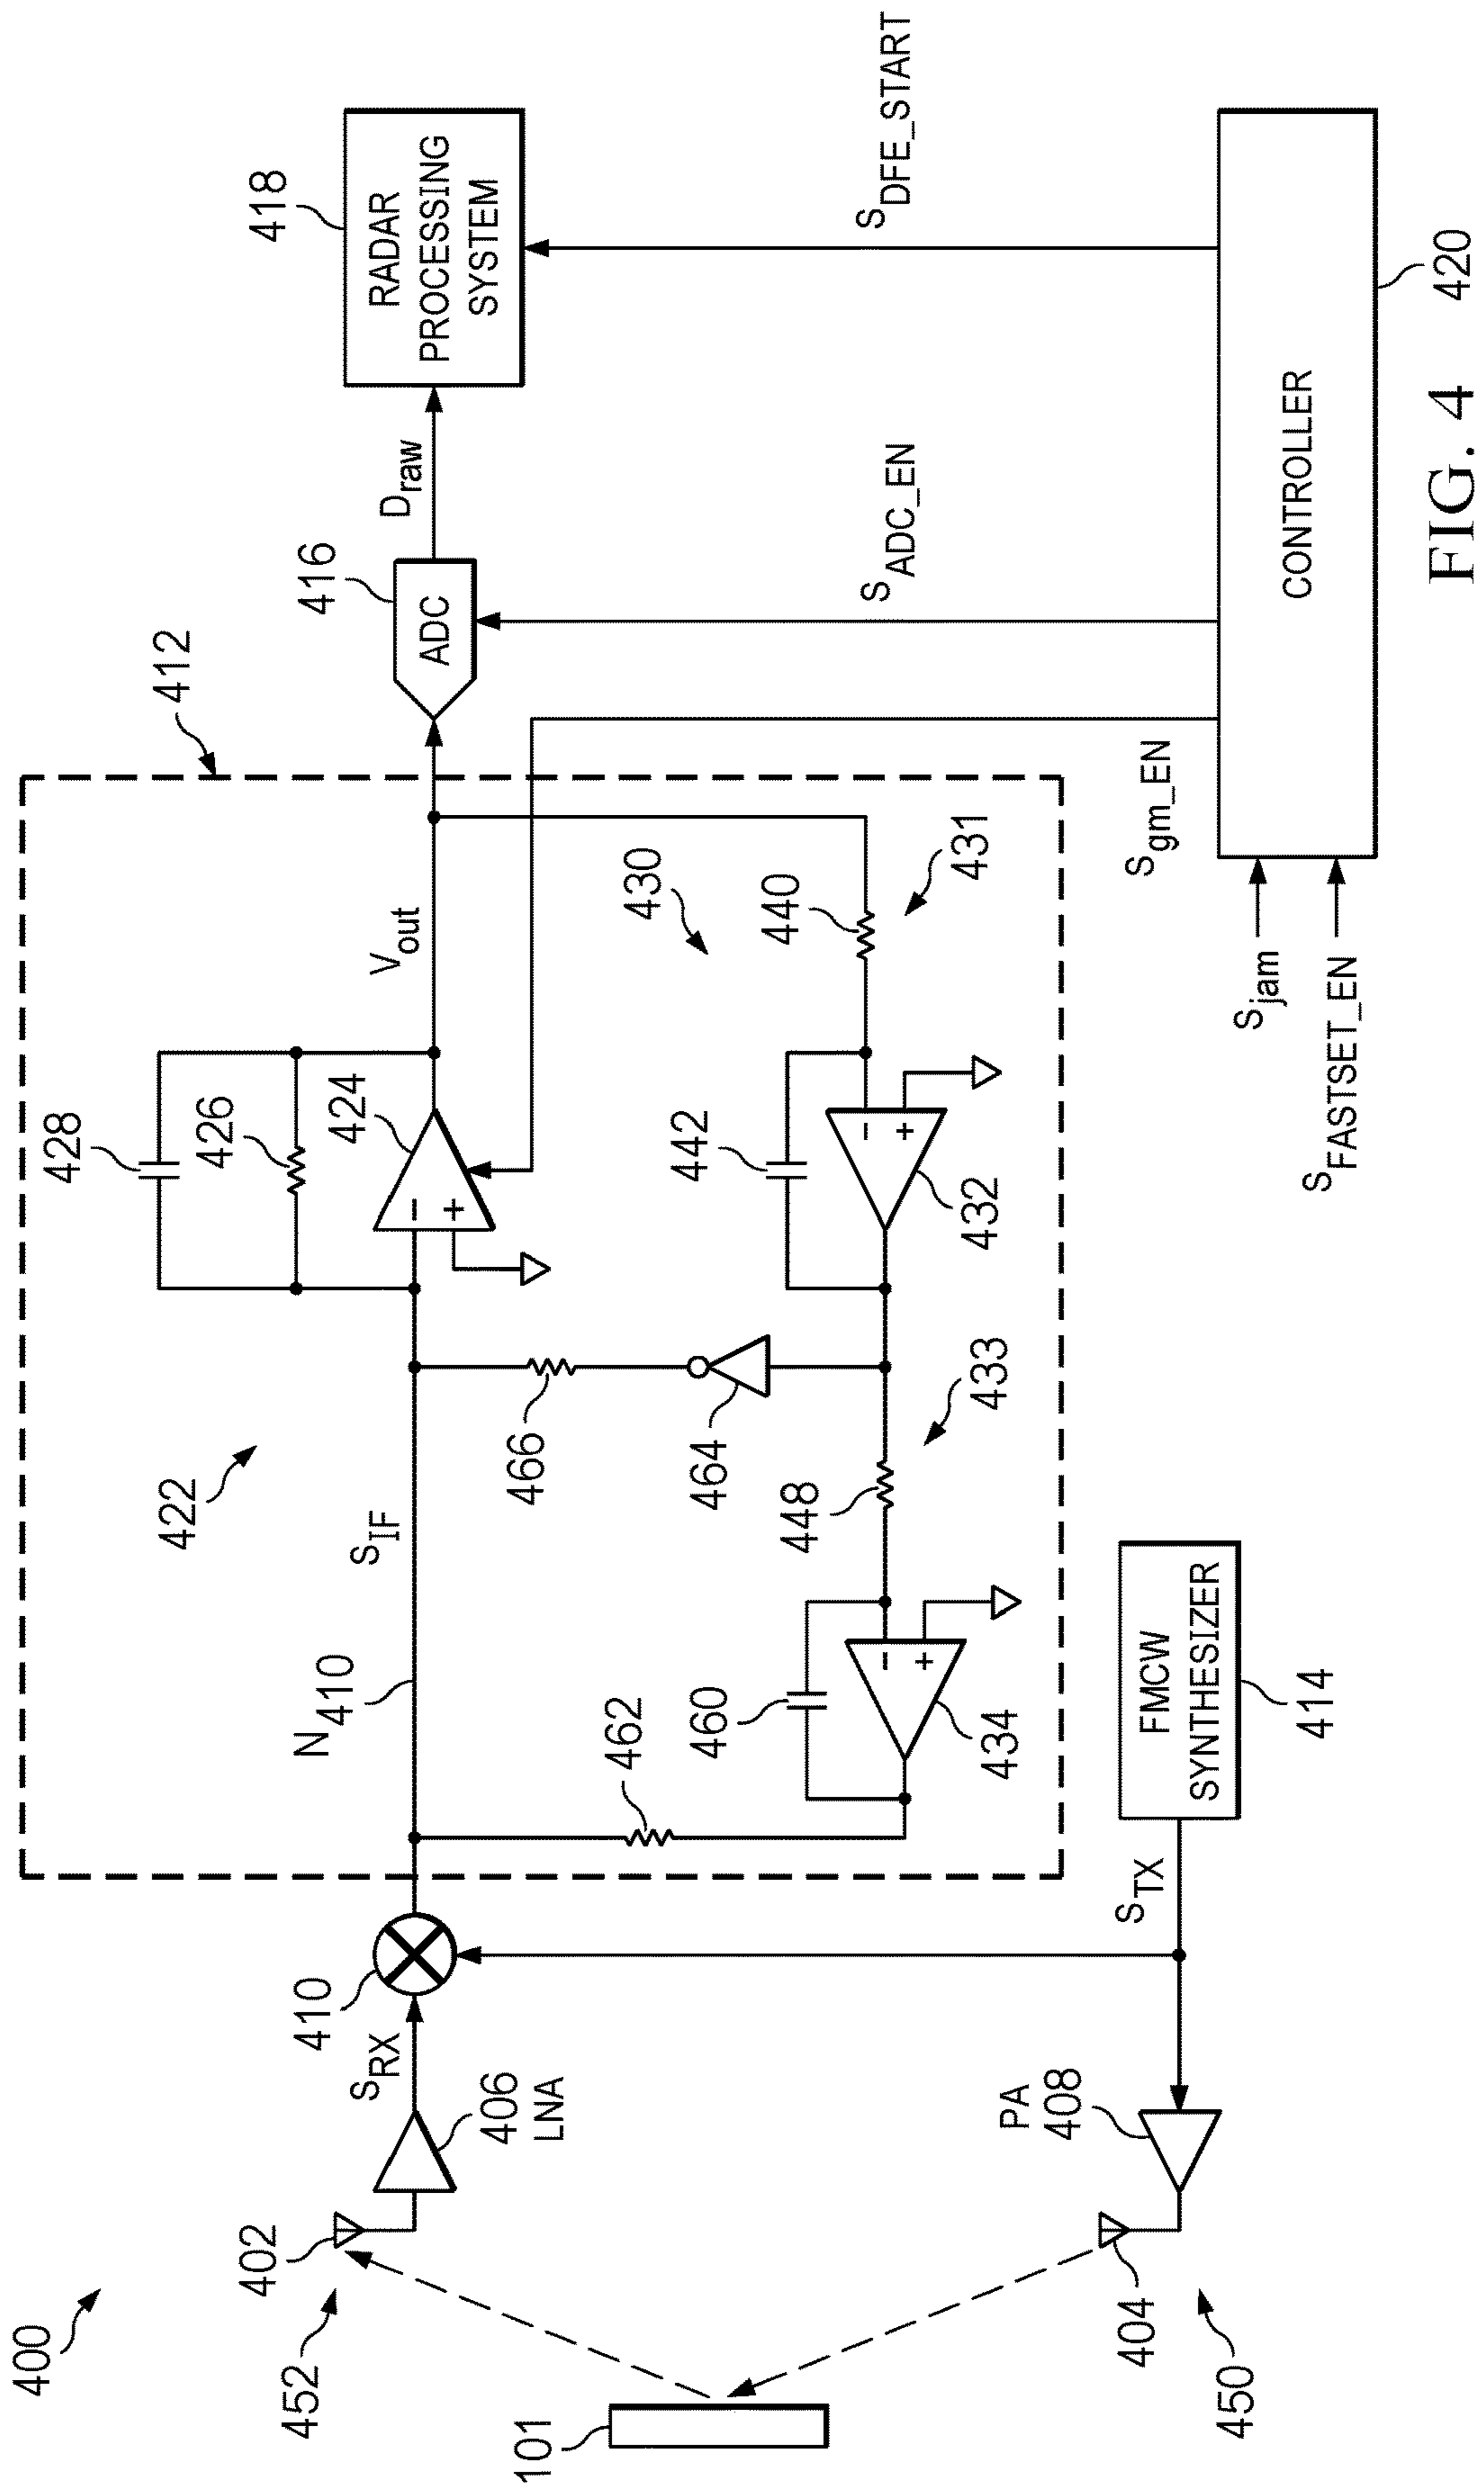 400
452
402
406
LNA
S_RX
410
N_410
S_IF
422
428
426
424
V_out
412
416
ADC
D_raw
418
RADAR
PROCESSING
SYSTEM
101
462
460
434
448
433
466
464
442
432
430
440
431
450
404
PA
408
S_TX
FMCW
SYNTHESIZER
414
S_gm_EN
S_ADC_EN
S_DFE_START
S_jam
S_FASTSET_EN
CONTROLLER
420
− +
− +
− +
FIG. 4